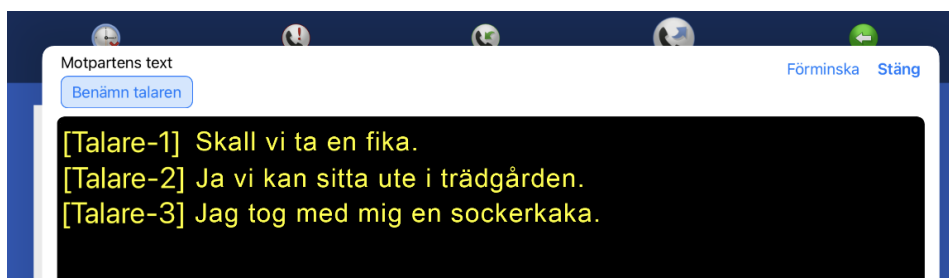 Motpartens text
Förminska Stäng
Benämn talaren
[Talare-1] Skall vi ta en fika.
[Talare-2] Ja vi kan sitta ute i trädgården.
[Talare-3] Jag tog med mig en sockerkaka.